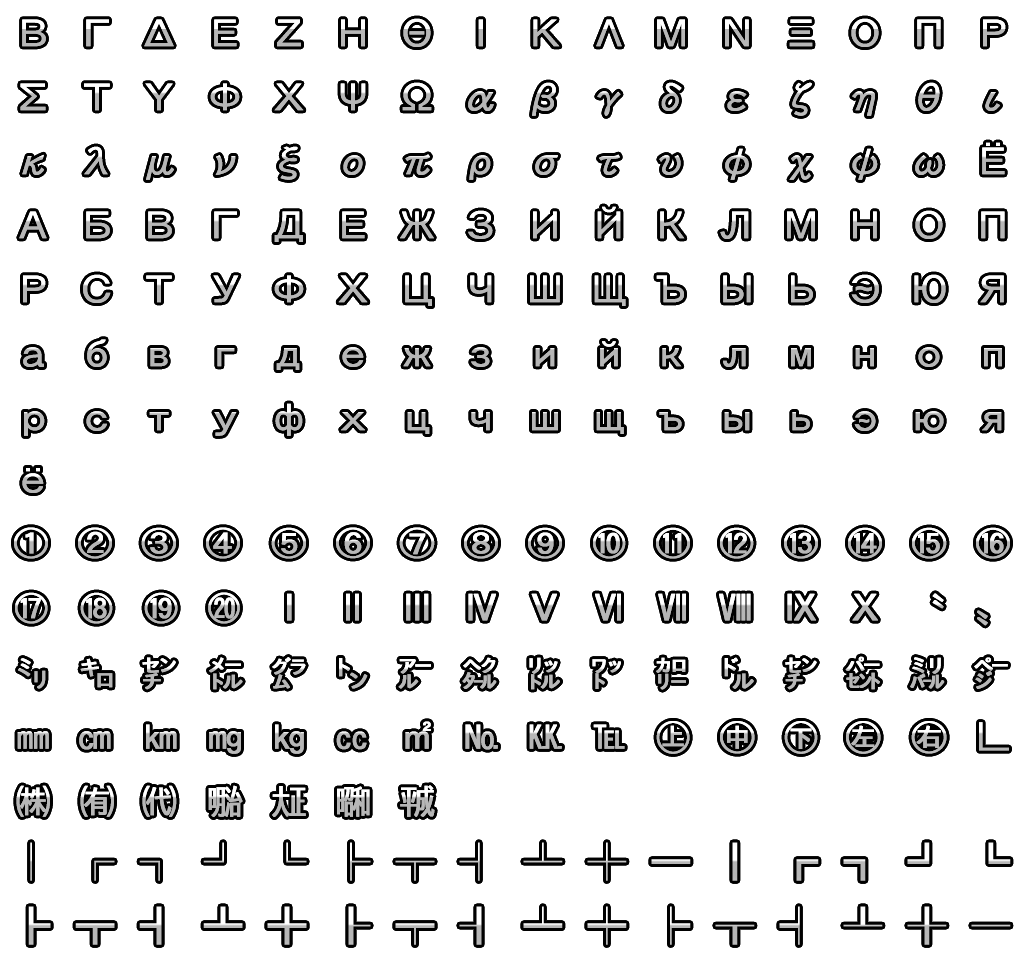 Β Γ Δ Ε Ζ Η Θ Ι Κ Λ Μ Ν Ξ Ο Π Ρ
Σ Τ Υ Φ Χ Ψ Ω α β γ δ ε ζ η θ ι
κ λ μ ν ξ ο π ρ σ τ υ φ χ φ ω Ё
А Б В Г Д Е Ж З И Й К Л М Н О П
Р С Т У Ф Х Ц Ч Ш Щ Ъ Ы Ь Э Ю Я
а б в г д е ж з и й к л м н о п
р с т у ф х ц ч ш щ ъ ы ь э ю я
ё
① ② ③ ④ ⑤ ⑥ ⑦ ⑧ ⑨ ⑩ ⑪ ⑫ ⑬ ⑭ ⑮ ⑯
⑰ ⑱ ⑲ ⑳ Ⅰ Ⅱ Ⅲ Ⅳ Ⅴ Ⅵ Ⅶ Ⅷ Ⅸ Ⅹ 〝 〟
㍉ ㌔ ㌢ ㍍ ㌘ ㌧ ㌃ ㌶ ㍑ ㍗ ㌍ ㌦ ㌢ ㌫ ㍊ ㌻
㎜ ㎝ ㎞ ㎎ ㎏ ㏄ ㎡ № ㏍ ℡ ㊤ ㊥ ㊦ ㊧ ㊨ ∟
㈱ ㈲ ㈹ ㍾ ㍽ ㍼ ㍻
│ ┌ ┐ ┘ └ ├ ┬ ┤ ┴ ┼ ━ ┃ ┏ ┓ ┛ ┗
┣ ┳ ┫ ┻ ╋ ┠ ┯ ┨ ┷ ┿ ┝ ┰ ┥ ┸ ╂ ─